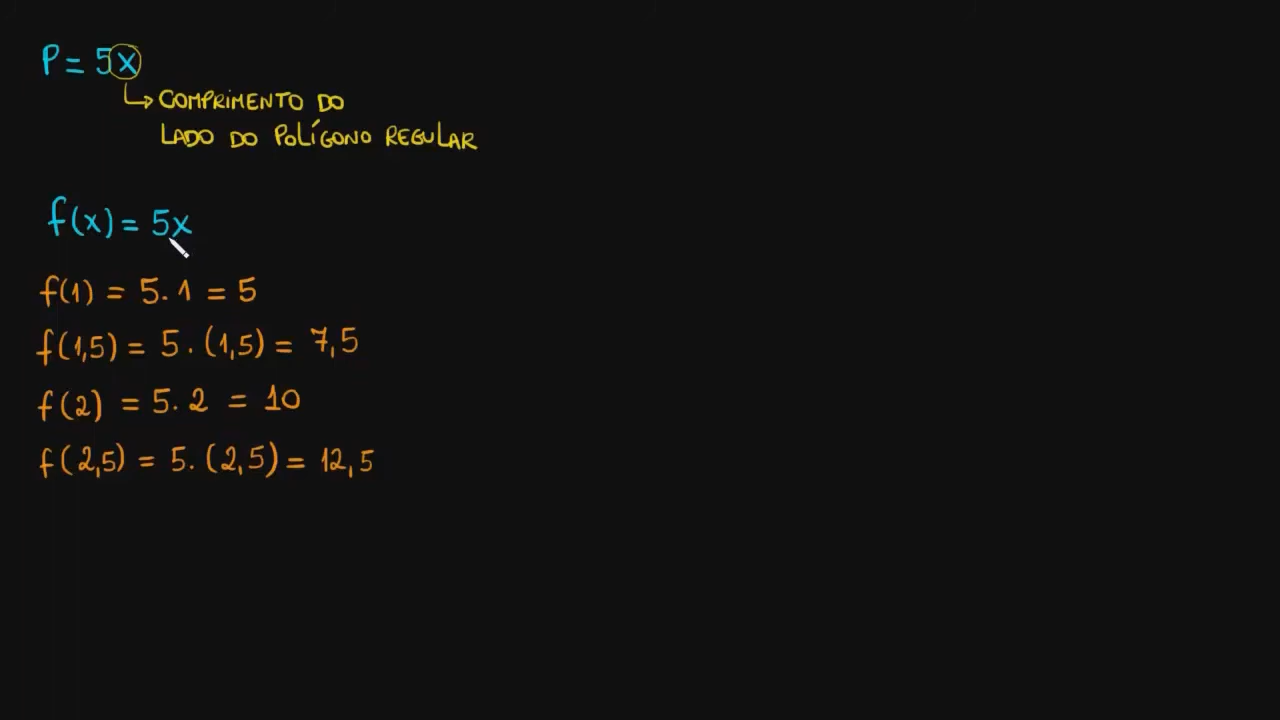 P = 5x
COMPRIMENTO DO
LADO DO POLÍGONO REGULAR
f(x) = 5x
f(1) = 5 . 1 = 5
f(1,5) = 5 . (1,5) = 7,5
f(2) = 5 . 2 = 10
f(2,5) = 5 . (2,5) = 12,5